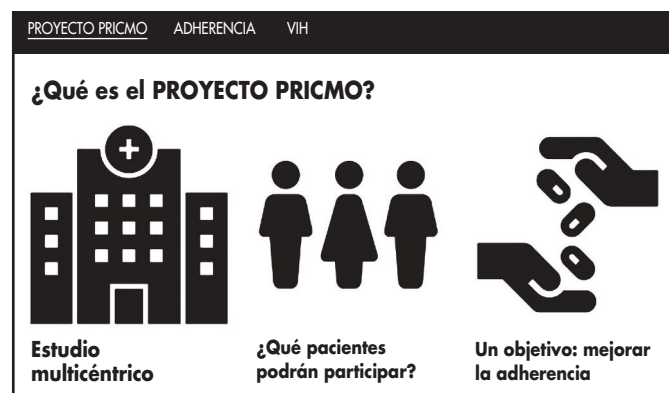 PROYECTO PRICMO ADHERENCIA VIH
¿Qué es el PROYECTO PRICMO?
Estudio
multicéntrico
¿Qué pacientes
podrán participar?
Un objetivo: mejorar
la adherencia